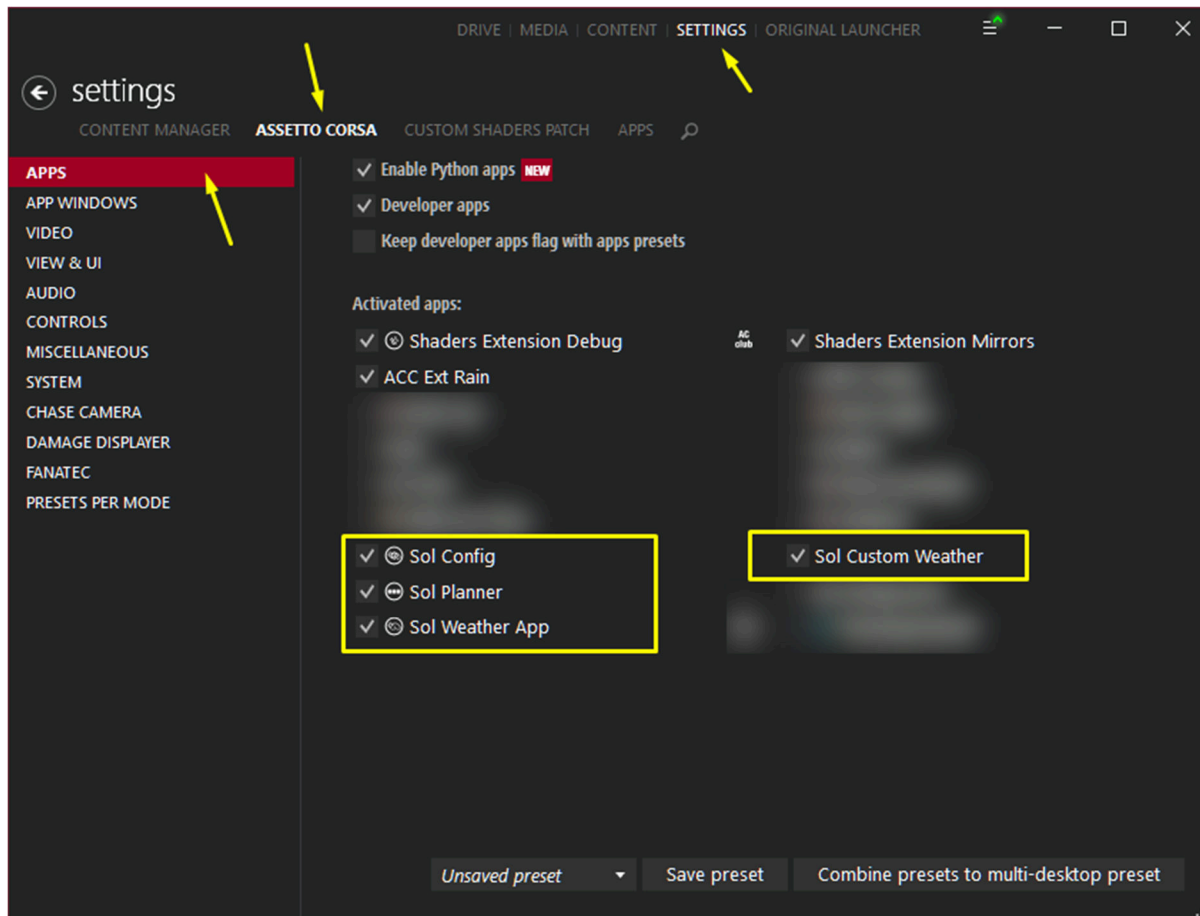 DRIVE | MEDIA | CONTENT | SETTINGS | ORIGINAL LAUNCHER
settings
CONTENT MANAGER ASSETTO CORSA CUSTOM SHADERS PATCH APPS
APPS
APP WINDOWS
VIDEO
VIEW & UI
AUDIO
CONTROLS
MISCELLANEOUS
SYSTEM
CHASE CAMERA
DAMAGE DISPLAYER
FANATEC
PRESETS PER MODE
Enable Python apps NEW
Developer apps
Keep developer apps flag with apps presets
Activated apps:
Shaders Extension Debug
ACC Ext Rain
Sol Config
Sol Planner
Sol Weather App
AC
club
Shaders Extension Mirrors
Sol Custom Weather
Unsaved preset Save preset Combine presets to multi-desktop preset